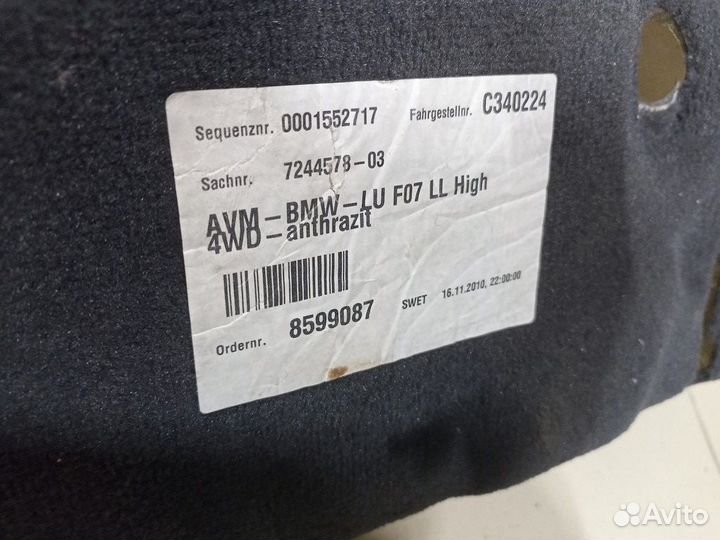 Sequenznr. 0001552717 Fahrgestellnr. C340224
Sachnr. 7244578-03
AVM-BMW-LU F07 LL High
4WD-anthrazit
Ordernr. 8599087 SWET 16.11.2010, 22:00:00
Avito